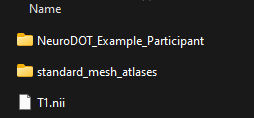 Name
NeuroDOT_Example_Participant
standard_mesh_atlases
T1.nii